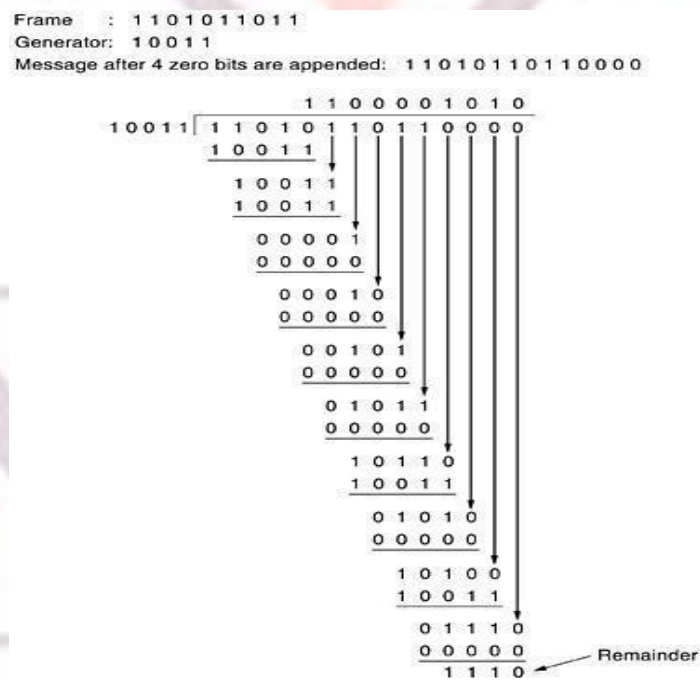 Frame : 1 1 0 1 0 1 1 0 1 1
Generator: 1 0 0 1 1
Message after 4 zero bits are appended: 1 1 0 1 0 1 1 0 1 1 0 0 0 0
1 1 0 0 0 0 1 0 1 0
1 0 0 1 1 1 1 0 1 0 1 1 0 1 1 0 0 0 0
1 0 0 1 1
1 0 0 1 1
1 0 0 1 1
0 0 0 0 1
0 0 0 0 0
0 0 0 1 0
0 0 0 0 0
0 0 1 0 1
0 0 0 0 0
0 1 0 1 1
0 0 0 0 0
1 0 1 1 0
1 0 0 1 1
0 1 0 1 0
0 0 0 0 0
1 0 1 0 0
1 0 0 1 1
0 1 1 1 0
0 0 0 0 0
Remainder
1 1 1 0